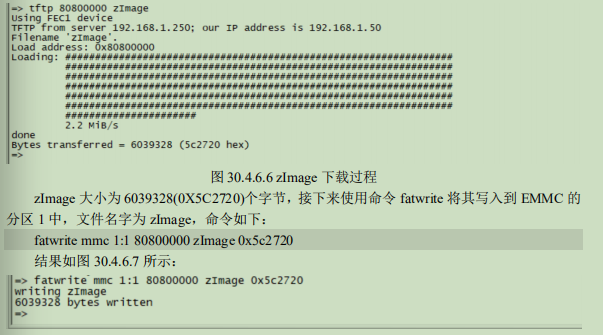 => tftp 80800000 zImage
Using FEC1 device
TFTP from server 192.168.1.250; our IP address is 192.168.1.50
Filename 'zImage'.
Load address: 0x80800000
Loading: #################################################################
#################################################################
#################################################################
#################################################################
#################################################################
#################################################################
######################
2.2 MiB/s
done
Bytes transferred = 6039328 (5c2720 hex)
=>
图 30.4.6.6 zImage 下载过程
zImage 大小为 6039328(0X5C2720)个字节，接下来使用命令 fatwrite 将其写入到 EMMC 的
分区 1 中，文件名字为 zImage，命令如下：
fatwrite mmc 1:1 80800000 zImage 0x5c2720
结果如图 30.4.6.7 所示：
=> fatwrite mmc 1:1 80800000 zImage 0x5c2720
writing zImage
6039328 bytes written
=>